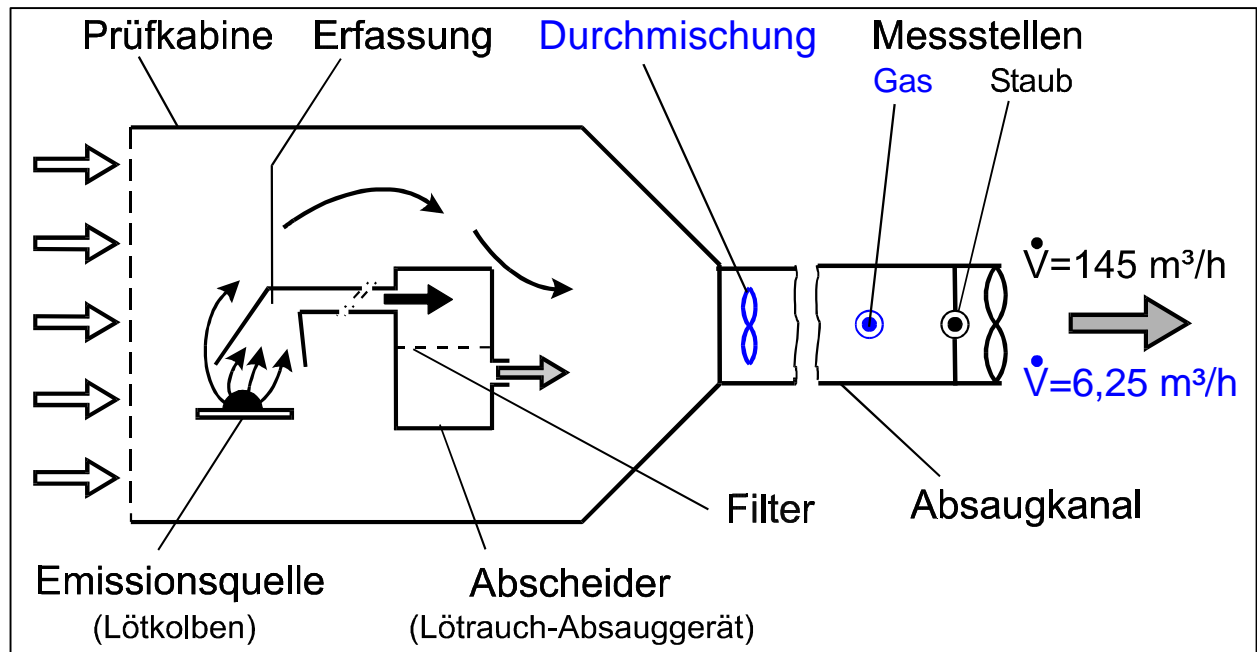 Prüfkabine
Erfassung
Durchmischung
Messstellen
Gas
Staub
V̇=145 m³/h
V̇=6,25 m³/h
Filter
Absaugkanal
Emissionsquelle
(Lötkolben)
Abscheider
(Lötrauch-Absauggerät)